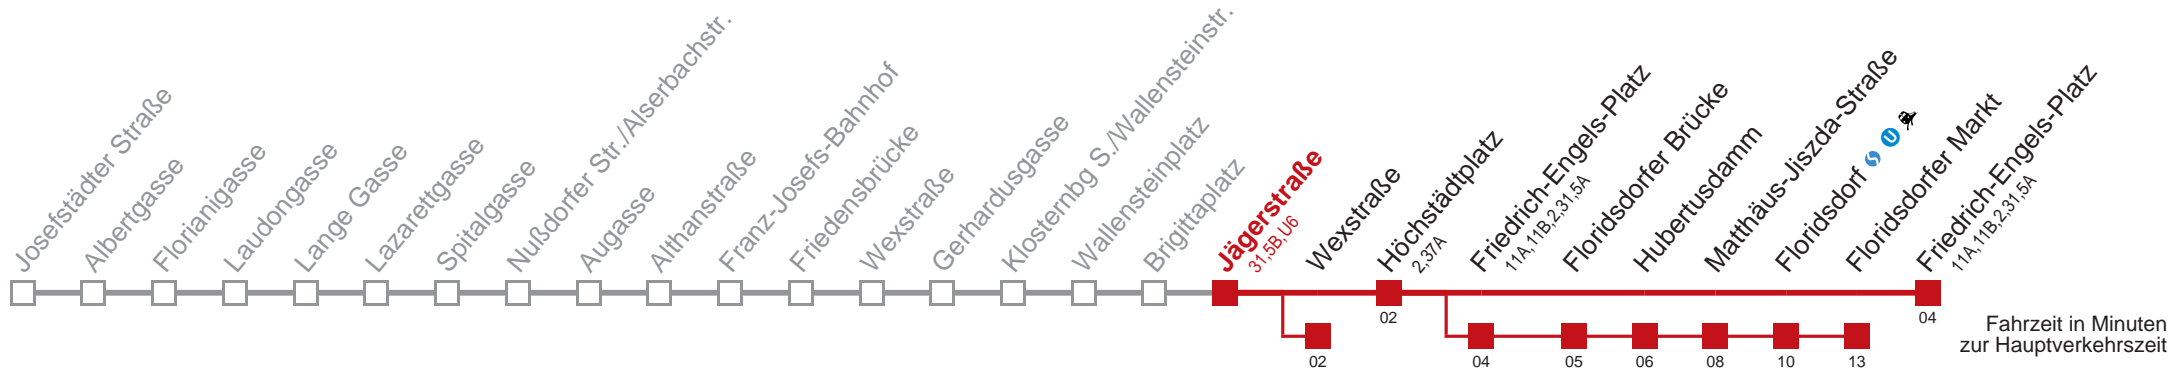 Josefstädter Straße
Albertgasse
Florianigasse
Laudongasse
Lange Gasse
Lazarettgasse
Spitalgasse
Nußdorfer Str./Alserbachstr.
Augasse
Althanstraße
Franz-Josefs-Bahnhof
Friedensbrücke
Wexstraße
Gerhardusgasse
Klosternbg S./Wallensteinstr.
Wallensteinplatz
Brigittaplatz
Jägerstraße
31,5B,U6
Wexstraße
Höchstädtplatz
2,37A
Friedrich-Engels-Platz
11A,11B,2,31,5A
Floridsdorfer Brücke
Hubertusdamm
Matthäus-Jiszda-Straße
Floridsdorf S U
Floridsdorfer Markt
Friedrich-Engels-Platz
11A,11B,2,31,5A
02
04
02
04
05
06
08
10
13
Fahrzeit in Minuten
zur Hauptverkehrszeit